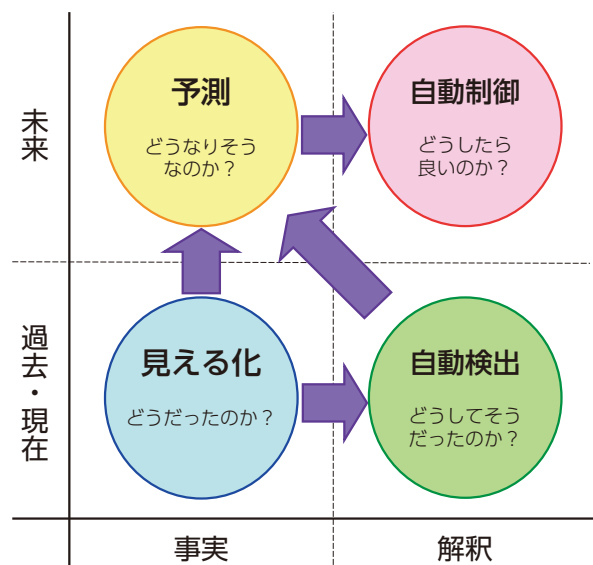 未来
予測
どうなりそう
なのか？
自動制御
どうしたら
良いのか？
過去・現在
見える化
どうだったのか？
自動検出
どうしてそう
だったのか？
事実
解釈